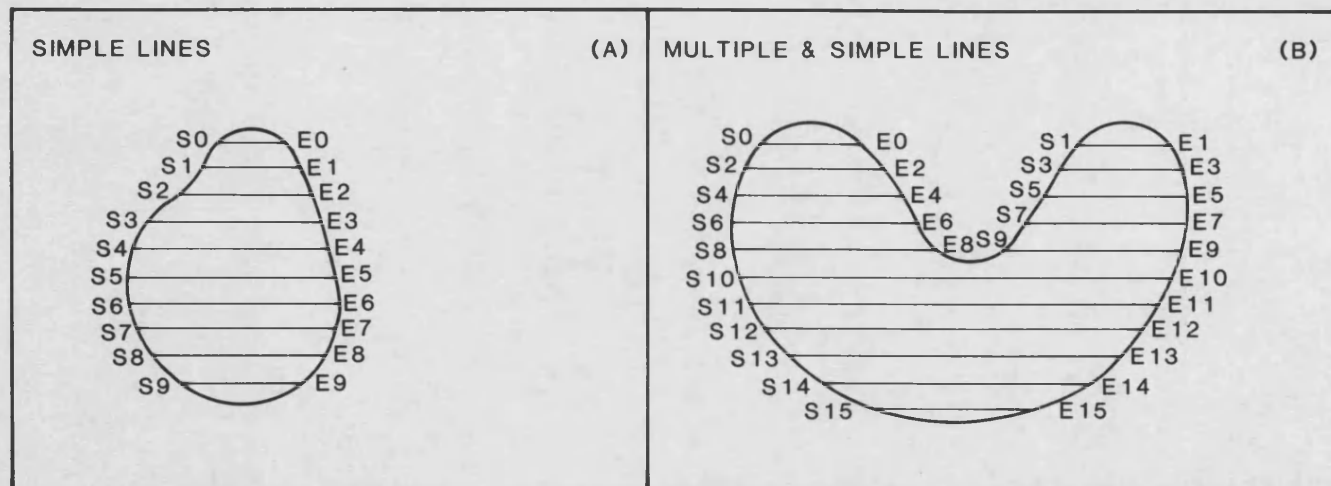 SIMPLE LINES (A)
S0 E0
S1 E1
S2 E2
S3 E3
S4 E4
S5 E5
S6 E6
S7 E7
S8 E8
S9 E9
MULTIPLE & SIMPLE LINES (B)
S0 E0 S1 E1
S2 E2 S3 E3
S4 E4 S5 E5
S6 E6 S7 E7
S8 E8 S9 E9
S10 E10
S11 E11
S12 E12
S13 E13
S14 E14
S15 E15